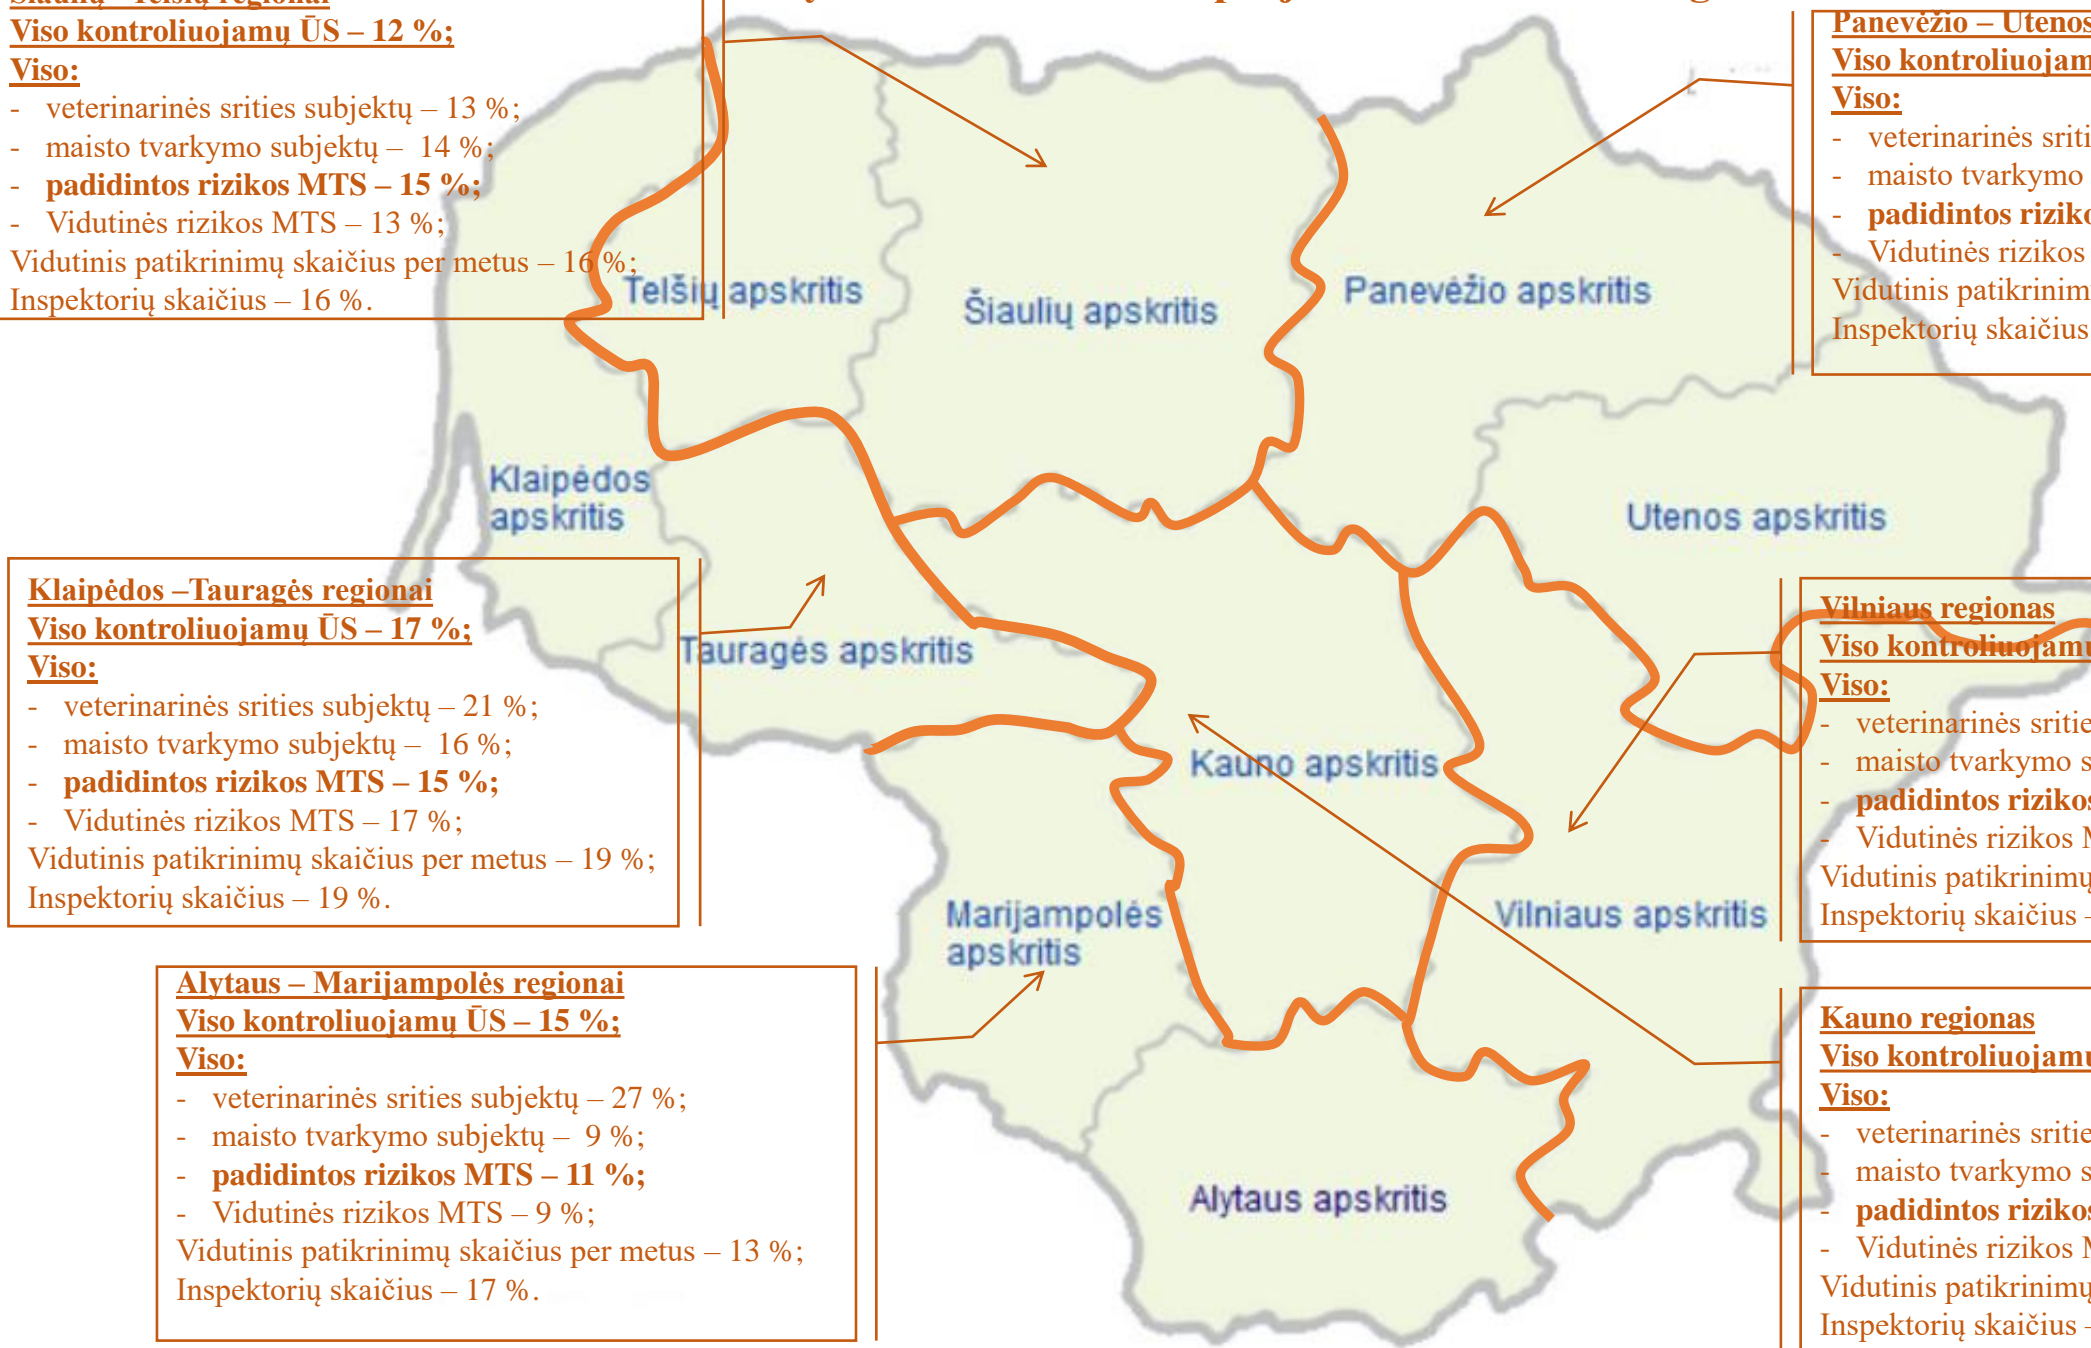 Šiaulių – Telšių regionai
Viso kontroliuojamų ŪS – 12 %;
Viso:
- veterinarinės srities subjektų – 13 %;
- maisto tvarkymo subjektų – 14 %;
- padidintos rizikos MTS – 15 %;
- Vidutinės rizikos MTS – 13 %;
Vidutinis patikrinimų skaičius per metus – 16 %;
Inspektorių skaičius – 16 %.
Panevėžio – Utenos
Viso kontroliuojam
Viso:
- veterinarinės sriti
- maisto tvarkymo
- padidintos riziko
- Vidutinės rizikos
Vidutinis patikrinim
Inspektorių skaičius
Telšių apskritis
Šiaulių apskritis
Panevėžio apskritis
Klaipėdos
apskritis
Utenos apskritis
Klaipėdos –Tauragės regionai
Viso kontroliuojamų ŪS – 17 %;
Viso:
- veterinarinės srities subjektų – 21 %;
- maisto tvarkymo subjektų – 16 %;
- padidintos rizikos MTS – 15 %;
- Vidutinės rizikos MTS – 17 %;
Vidutinis patikrinimų skaičius per metus – 19 %;
Inspektorių skaičius – 19 %.
Tauragės apskritis
Kauno apskritis
Vilniaus regionas
Viso kontroliuojamų
Viso:
- veterinarinės sritie
- maisto tvarkymo s
- padidintos rizikos
- Vidutinės rizikos M
Vidutinis patikrinimų
Inspektorių skaičius –
Marijampolės
apskritis
Vilniaus apskritis
Alytaus – Marijampolės regionai
Viso kontroliuojamų ŪS – 15 %;
Viso:
- veterinarinės srities subjektų – 27 %;
- maisto tvarkymo subjektų – 9 %;
- padidintos rizikos MTS – 11 %;
- Vidutinės rizikos MTS – 9 %;
Vidutinis patikrinimų skaičius per metus – 13 %;
Inspektorių skaičius – 17 %.
Alytaus apskritis
Kauno regionas
Viso kontroliuojamų
Viso:
- veterinarinės sritie
- maisto tvarkymo s
- padidintos rizikos
- Vidutinės rizikos M
Vidutinis patikrinimų
Inspektorių skaičius –